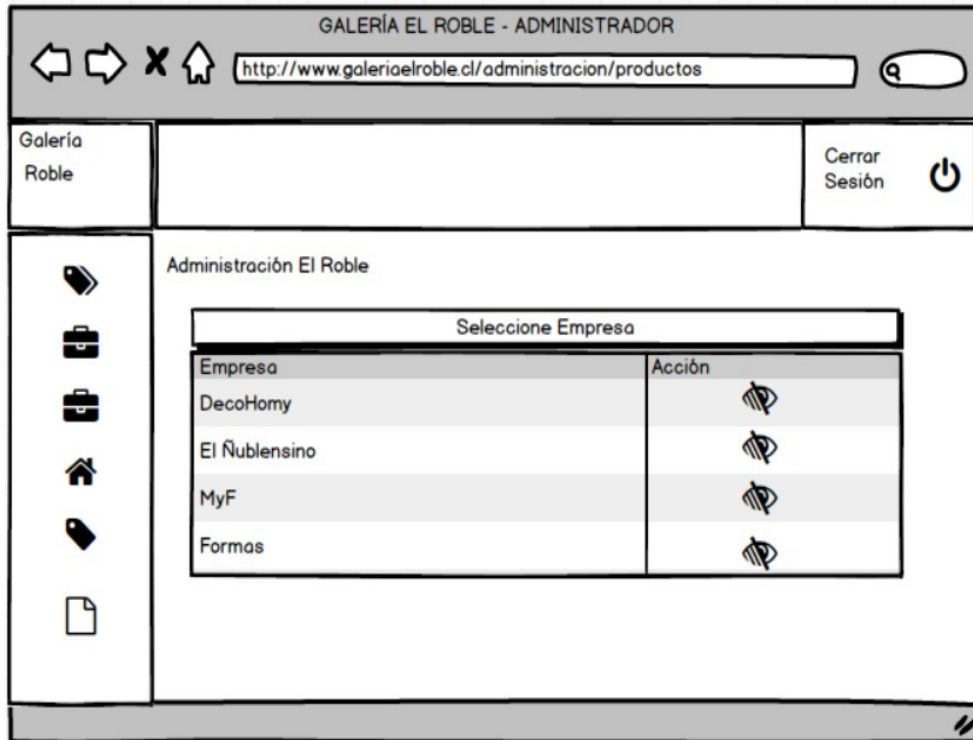 GALERÍA EL ROBLE - ADMINISTRADOR
http://www.galeriaelroble.cl/administracion/productos
Galería
Roble
Cerrar
Sesión
Administración El Roble
Seleccione Empresa
Empresa Acción
DecoHomy
El Ñublensino
MyF
Formas